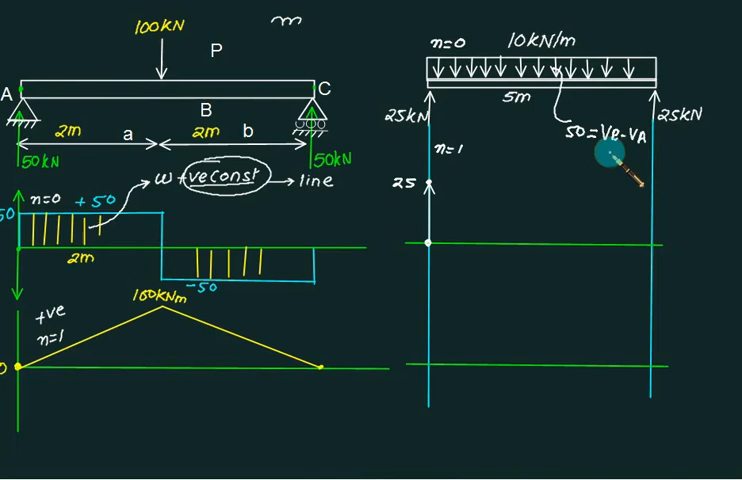 100kN
m
P
A
C
B
2m
a
2m
b
50kN
50kN
w +ve const → line
n=0
+50
50
2m
-50
100kNm
+ve
n=1
0
n=0
10kN/m
5m
25kN
25kN
50 = VB - VA
n=1
25